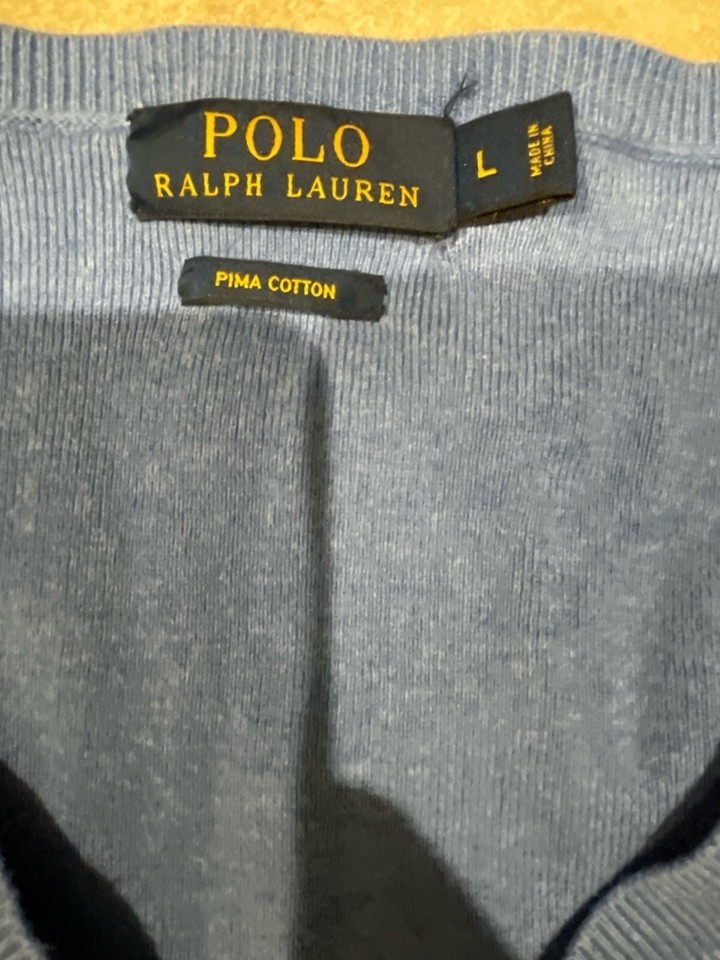 POLO
RALPH LAUREN
L
MADE IN
CHINA
PIMA COTTON